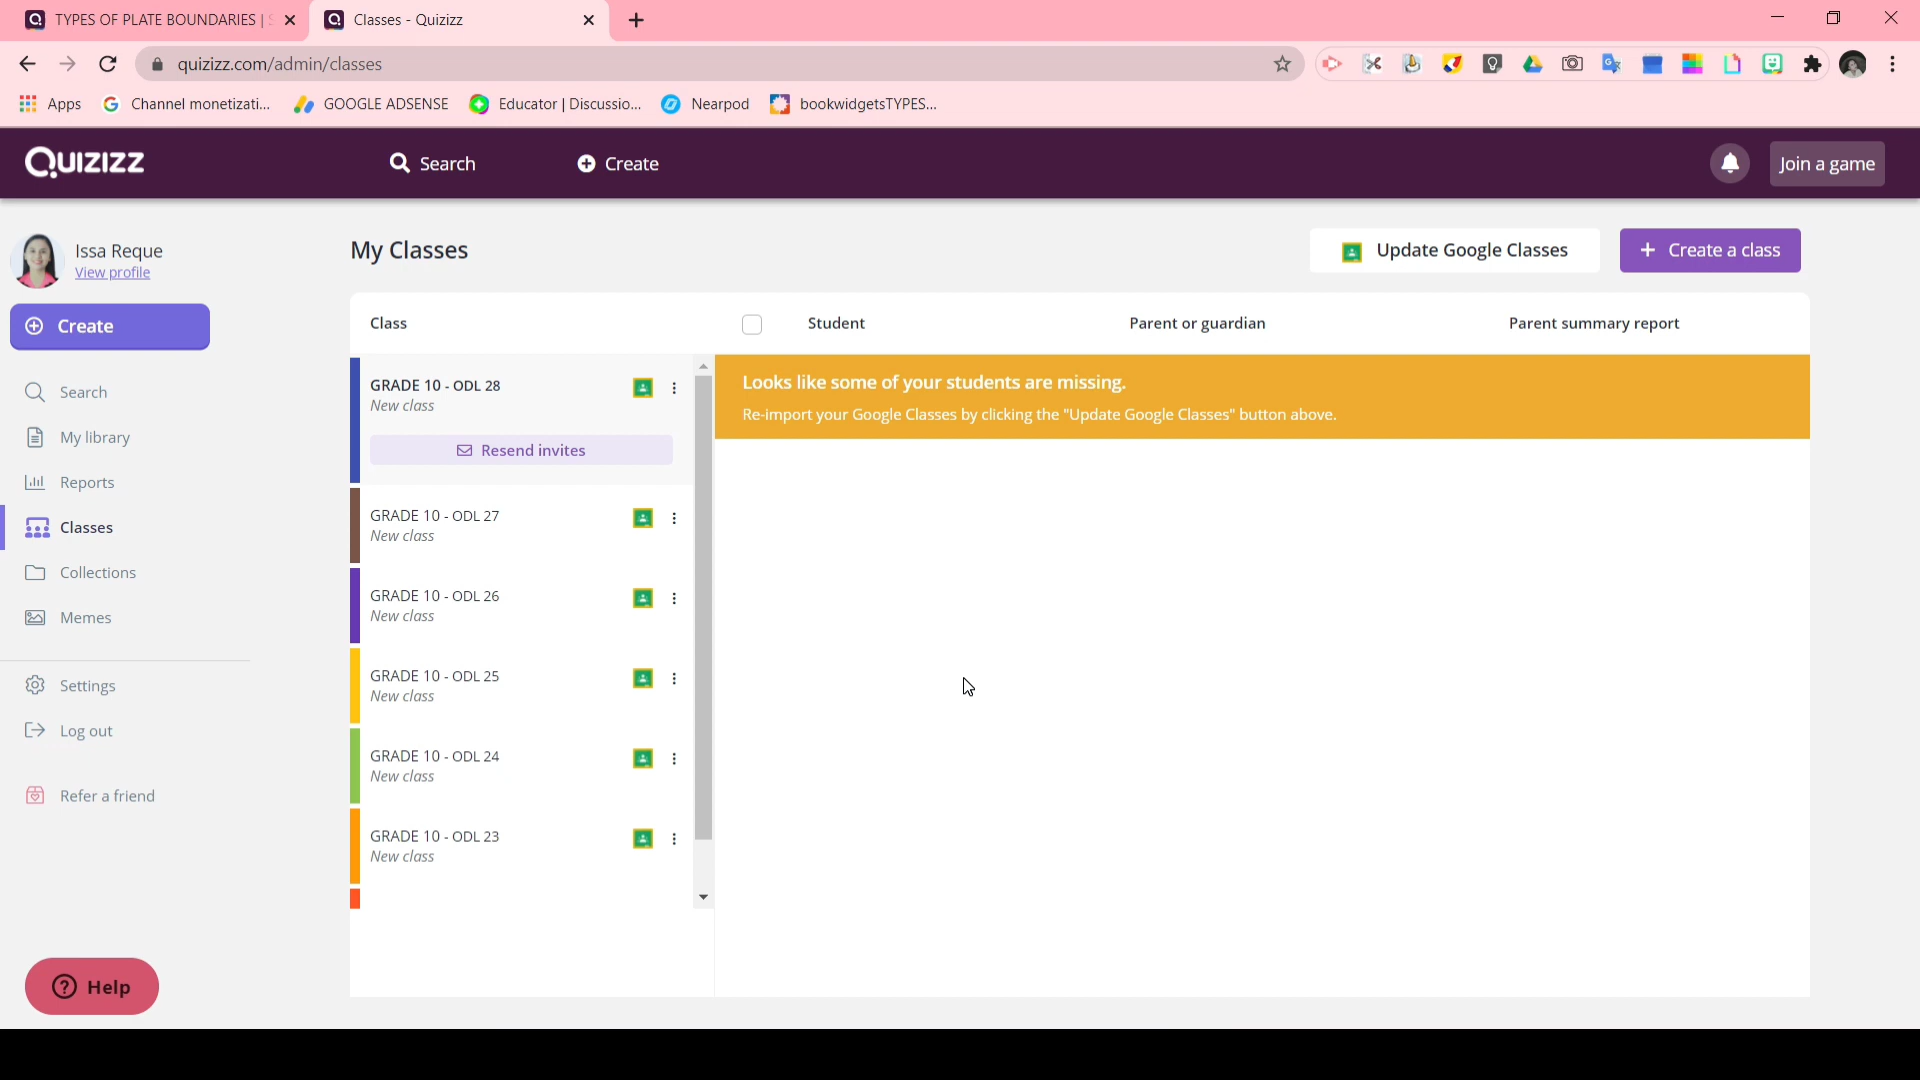 TYPES OF PLATE BOUNDARIES |
Classes - Quizizz
quizizz.com/admin/classes
Apps
Channel monetizati...
GOOGLE ADSENSE
Educator | Discussio...
Nearpod
bookwidgetsTYPES...
QUIZIZZ
Search
Create
Join a game
Issa Reque
View profile
Create
Search
My library
Reports
Classes
Collections
Memes
Settings
Log out
Refer a friend
Help
My Classes
Update Google Classes
+ Create a class
Class
Student
Parent or guardian
Parent summary report
GRADE 10 - ODL 28
New class
Resend invites
GRADE 10 - ODL 27
New class
GRADE 10 - ODL 26
New class
GRADE 10 - ODL 25
New class
GRADE 10 - ODL 24
New class
GRADE 10 - ODL 23
New class
Looks like some of your students are missing.
Re-import your Google Classes by clicking the "Update Google Classes" button above.